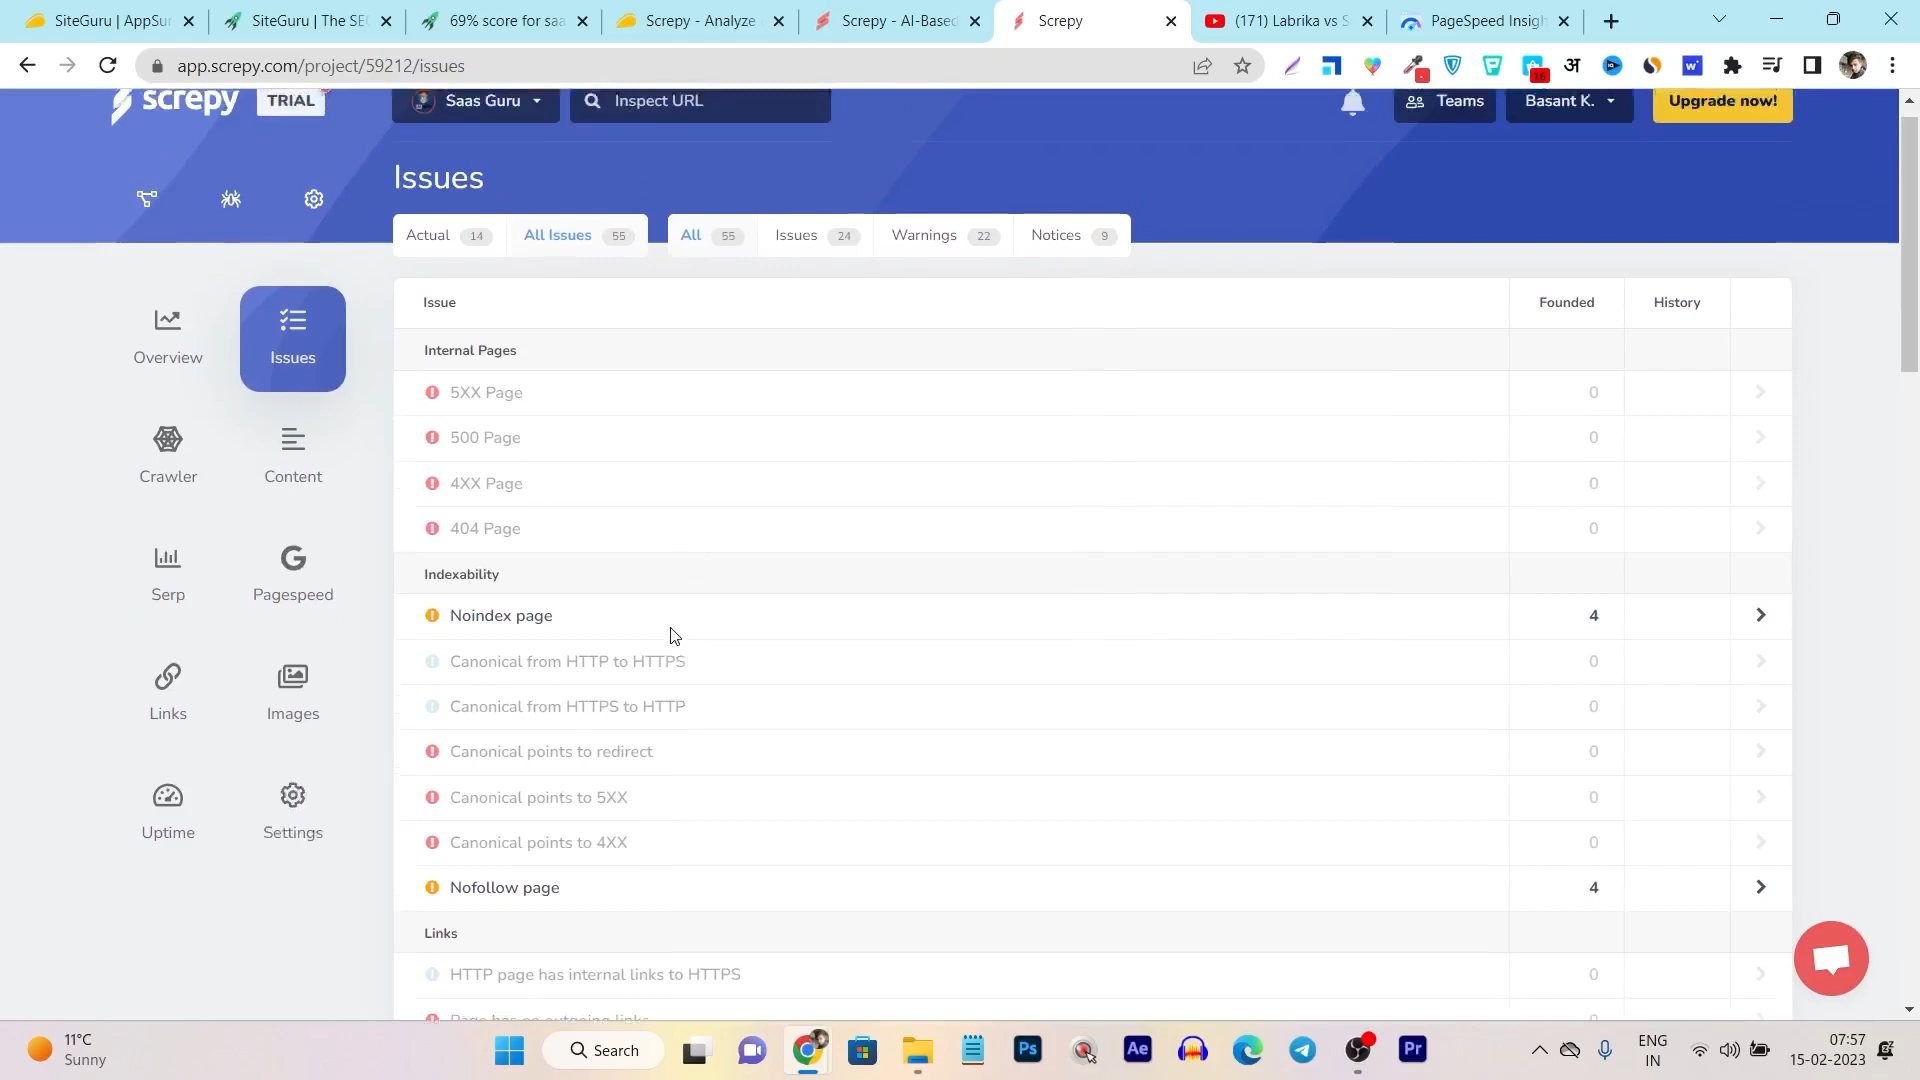 SiteGuru | AppSur
SiteGuru | The SEO
69% score for saa
Screpy - Analyze
Screpy - AI-Based
Screpy
(171) Labrika vs S
PageSpeed Insigh
app.screpy.com/project/59212/issues
16
अ
screpy
TRIAL
Saas Guru
Inspect URL
Teams
Basant K.
Upgrade now!
Issues
Actual 14
All Issues 55
All 55
Issues 24
Warnings 22
Notices 9
Overview
Issues
Crawler
Content
Serp
Pagespeed
Links
Images
Uptime
Settings
Issue Founded History
Internal Pages
5XX Page 0
500 Page 0
4XX Page 0
404 Page 0
Indexability
Noindex page 4
Canonical from HTTP to HTTPS 0
Canonical from HTTPS to HTTP 0
Canonical points to redirect 0
Canonical points to 5XX 0
Canonical points to 4XX 0
Nofollow page 4
Links
HTTP page has internal links to HTTPS 0
Page has no outgoing links 0
11°C
Sunny
Search
Ps
Ae
Pr
ENG
IN
07:57
15-02-2023